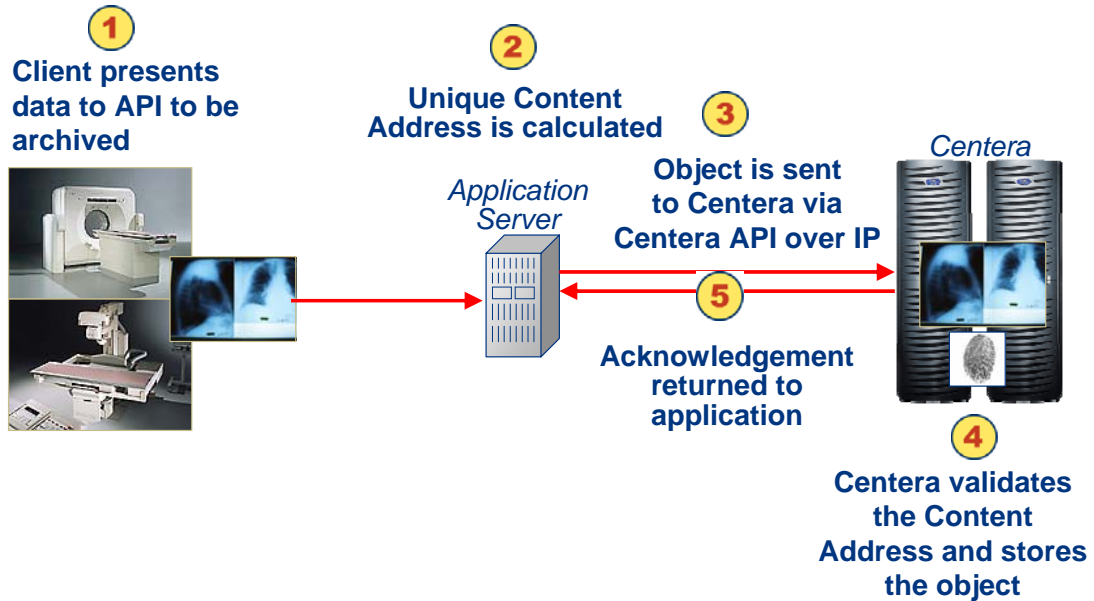 1
Client presents
data to API to be
archived
2
Unique Content
Address is calculated
3
Object is sent
to Centera via
Centera API over IP
Application
Server
Centera
5
Acknowledgement
returned to
application
4
Centera validates
the Content
Address and stores
the object